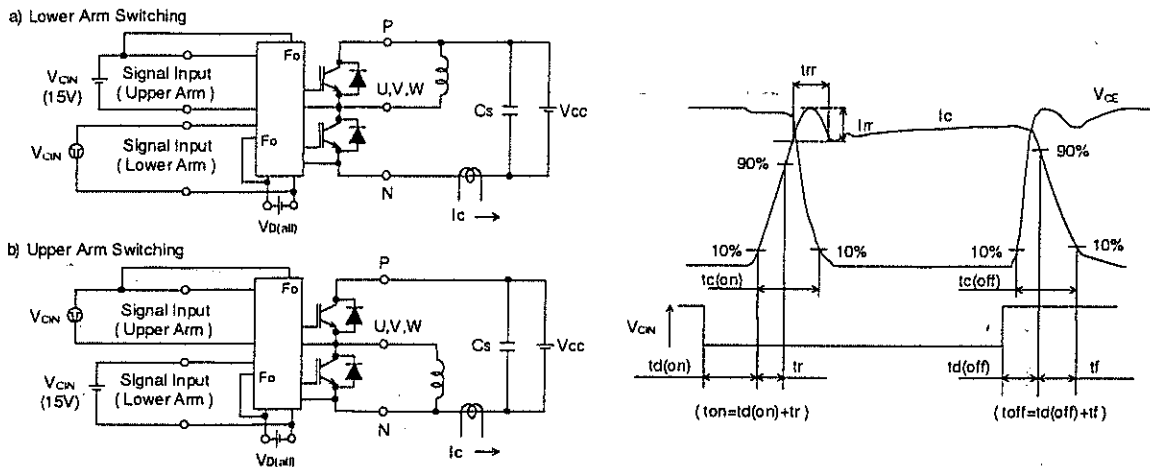 a) Lower Arm Switching
P
Fo
VCIN
(15V)
Signal Input
( Upper Arm )
U,V,W
Cs
Vcc
VCIN
Signal Input
( Lower Arm )
Fo
N
Ic
VD(all)
b) Upper Arm Switching
P
Fo
VCIN
Signal Input
( Upper Arm )
U,V,W
Cs
Vcc
VCIN
(15V)
Signal Input
( Lower Arm )
Fo
N
Ic
VD(all)
trr
Irr
Ic
VCE
90%
90%
10%
10%
10%
10%
tc(on)
tc(off)
VCIN
td(on)
tr
td(off)
tf
( ton=td(on)+tr )
( toff=td(off)+tf )